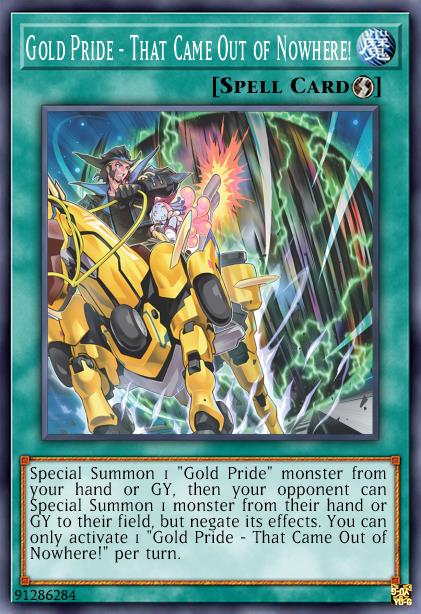 Gold Pride - That Came Out of Nowhere!
魔
[Spell Card]
Special Summon 1 "Gold Pride" monster from
your hand or GY, then your opponent can
Special Summon 1 monster from their hand or
GY to their field, but negate its effects. You can
only activate 1 "Gold Pride - That Came Out of
Nowhere!" per turn.
91286284